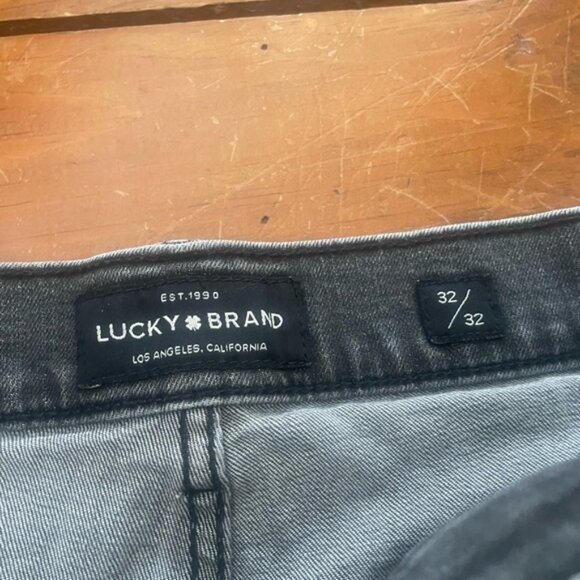 EST.1990
LUCKY BRAND
LOS ANGELES, CALIFORNIA
32/32